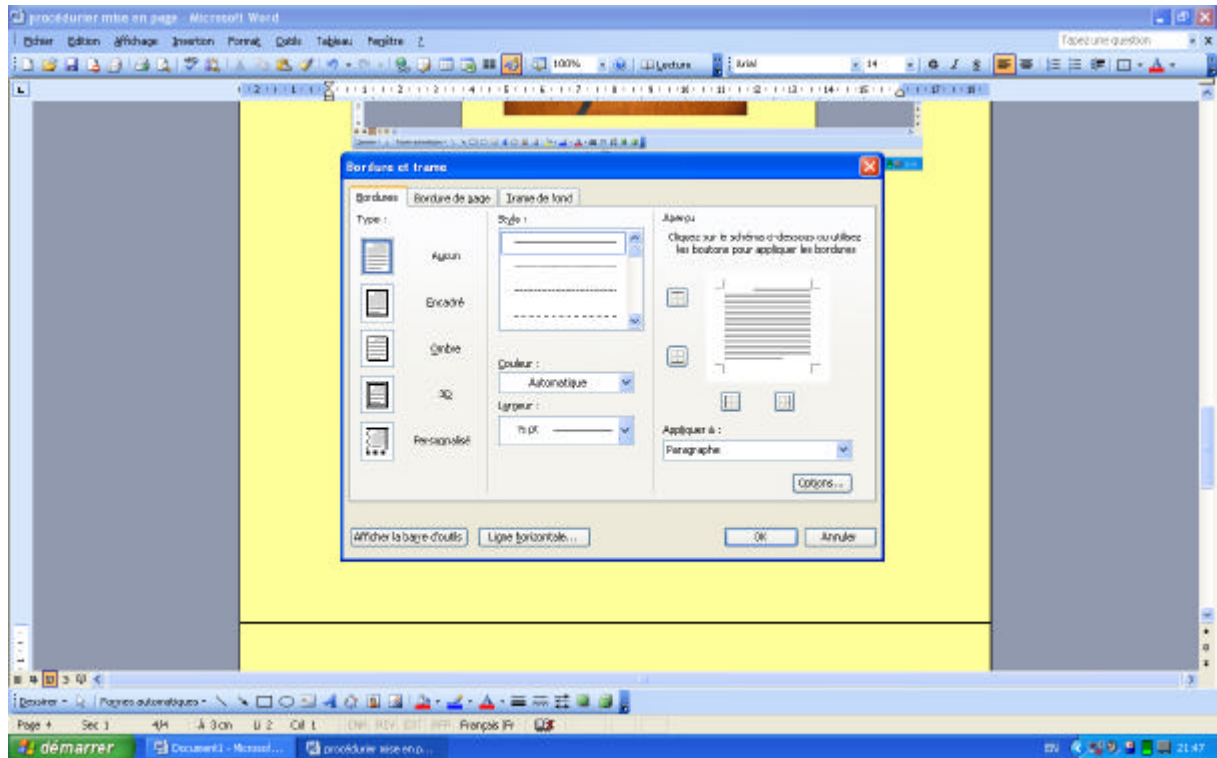 procédurier mise en page - Microsoft Word
Fichier Edition Affichage Insertion Format Outils Tableau Fenêtre ?
Tapez une question
100% Lecture Arial 14 G I S
Bordure et trame
Bordures Bordure de page Trame de fond
Type :
Aucun
Encadré
Ombre
3D
Personnalisé
Style :
Couleur :
Automatique
Largeur :
½ pt
Aperçu
Cliquez sur le schéma ci-dessous ou utilisez
les boutons pour appliquer les bordures
Appliquer à :
Paragraphe
Options...
Afficher la barre d'outils Ligne horizontale... OK Annuler
Dessiner Formes automatiques
Page 4 Sec 1 4/4 À 3cm Li 2 Col 1 ENR REV EXT RFP Français (Fr
démarrer Document1 - Microsof... procédurier mise en p... EN 21:47